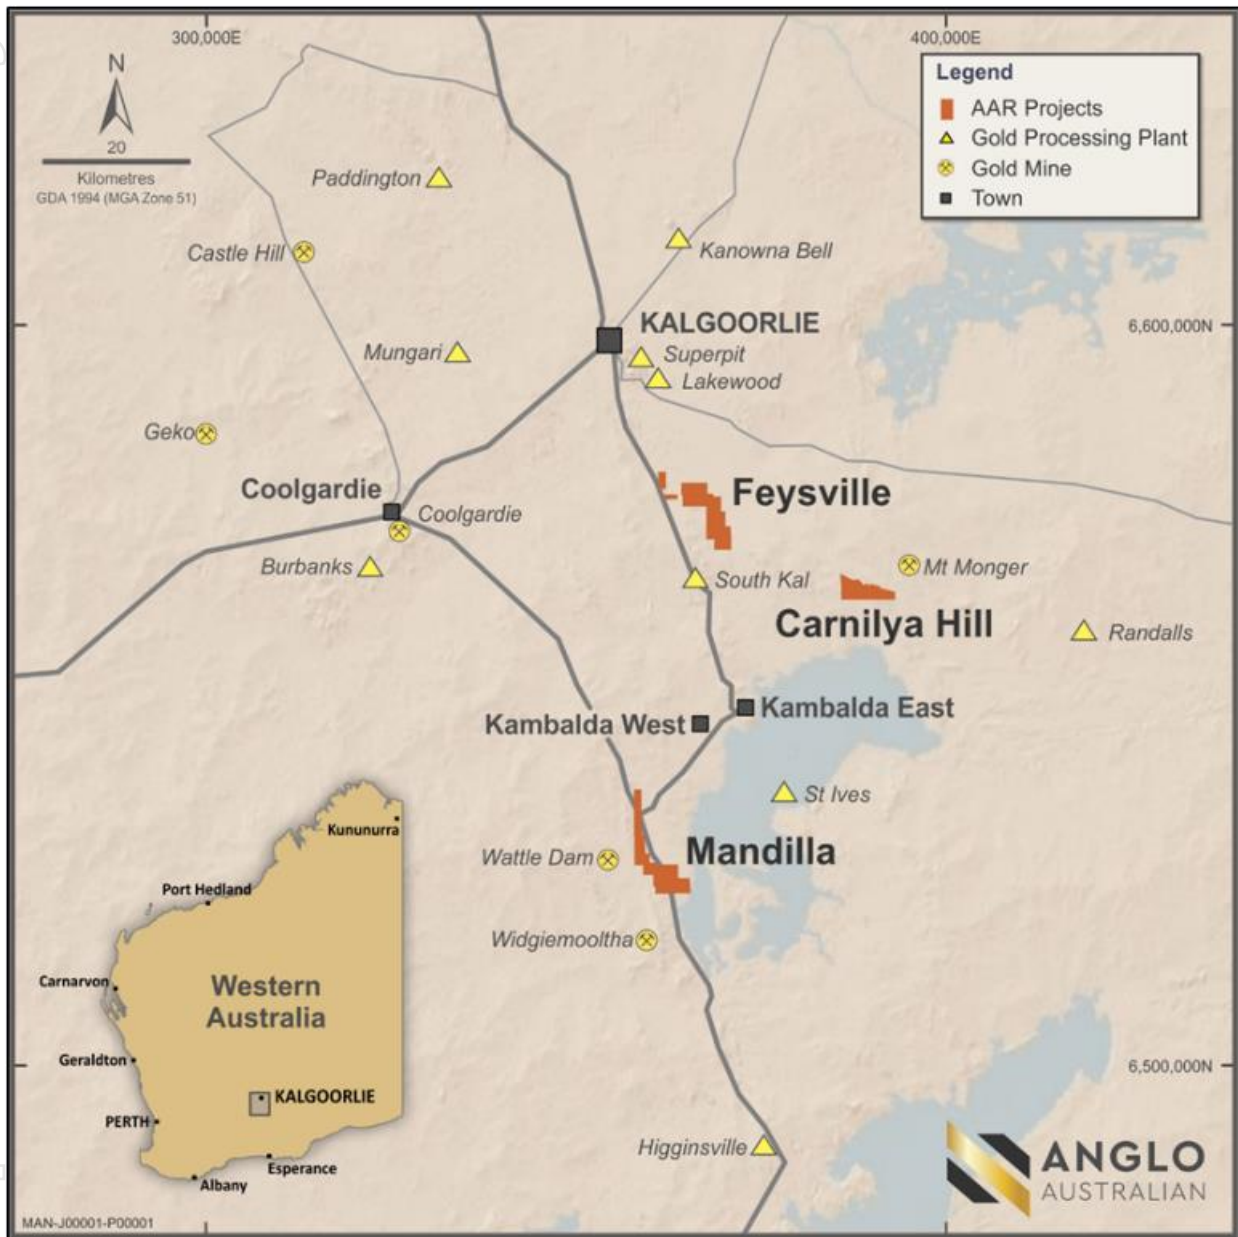 300,000E
400,000E
N
20
Kilometres
GDA 1994 (MGA Zone 51)
Legend
AAR Projects
Gold Processing Plant
Gold Mine
Town
Paddington
Castle Hill
Kanowna Bell
KALGOORLIE
6,600,000N
Mungari
Superpit
Lakewood
Geko
Coolgardie
Coolgardie
Feysville
Burbanks
South Kal
Mt Monger
Carnilya Hill
Randalls
Kambalda West
Kambalda East
St Ives
Wattle Dam
Mandilla
Widgiemooltha
Kununurra
Port Hedland
Carnarvon
Western
Australia
Geraldton
KALGOORLIE
PERTH
Esperance
Albany
6,500,000N
Higginsville
ANGLO
AUSTRALIAN
MAN-J00001-P00001